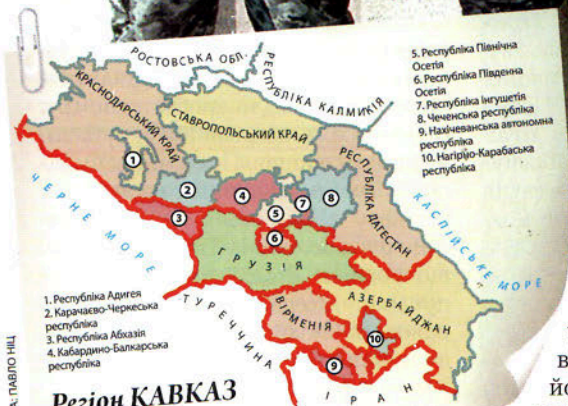 РОСТОВСЬКА ОБЛ.
РЕСПУБЛІКА КАЛМИКІЯ
КРАСНОДАРСЬКИЙ КРАЙ
СТАВРОПОЛЬСЬКИЙ КРАЙ
РЕСПУБЛІКА ДАГЕСТАН
5. Республіка Північна
Осетія
6. Республіка Південна
Осетія
7. Республіка Інгушетія
8. Чеченська республіка
9. Нахічеванська автономна
республіка
10. Нагірно-Карабаська
республіка
1
2
3
4
5
6
7
8
ЧЕРНЕ МОРЕ
КАСПІЙСЬКЕ МОРЕ
ГРУЗІЯ
АЗЕРБАЙДЖАН
ВІРМЕНІЯ
ТУРЕЧЧИНА
ІРАН
9
10
1. Республіка Адигея
2. Карачаєво-Черкеська
республіка
3. Республіка Абхазія
4. Кабардино-Балкарська
республіка
Регіон КАВКАЗ
ПАВЛО НІЦ